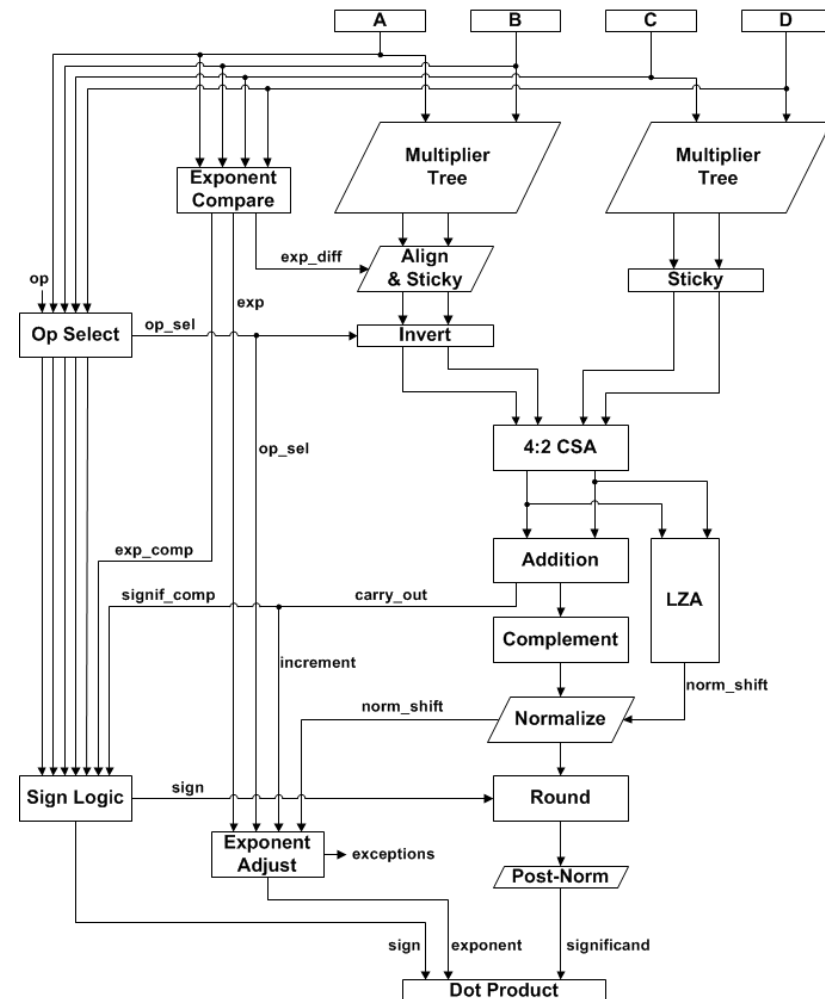 A
B
C
D
Multiplier
Tree
Multiplier
Tree
Exponent
Compare
exp_diff
Align
& Sticky
Sticky
op
exp
Op Select
op_sel
Invert
op_sel
4:2 CSA
exp_comp
Addition
LZA
signif_comp
carry_out
Complement
increment
norm_shift
norm_shift
Normalize
Sign Logic
sign
Round
Exponent
Adjust
exceptions
Post-Norm
sign
exponent
significand
Dot Product